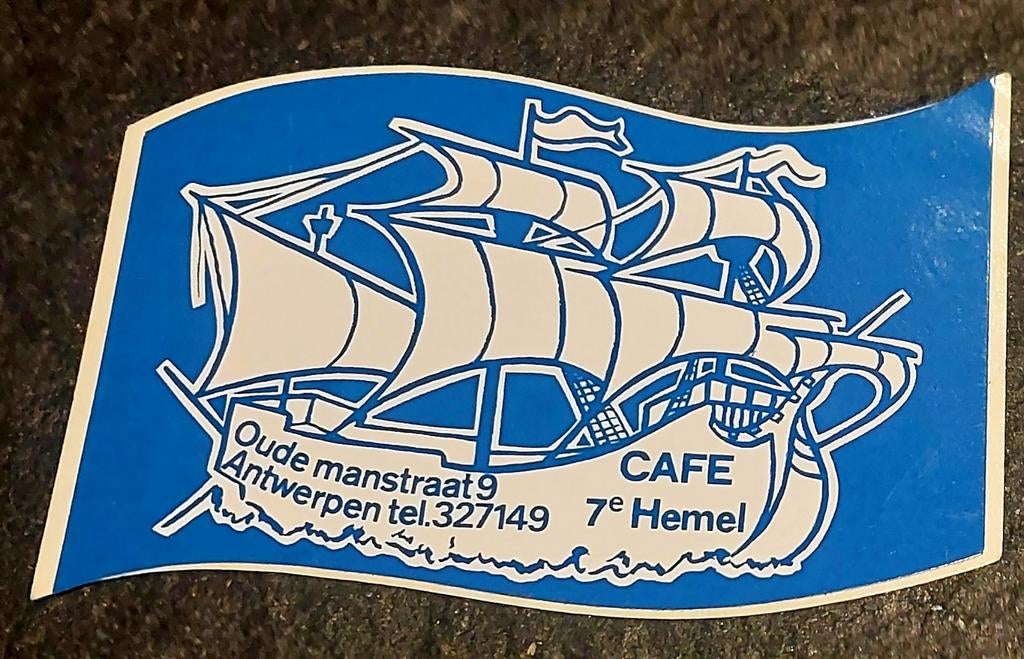 Oude manstraat 9
Antwerpen tel.327149
CAFE
7e Hemel